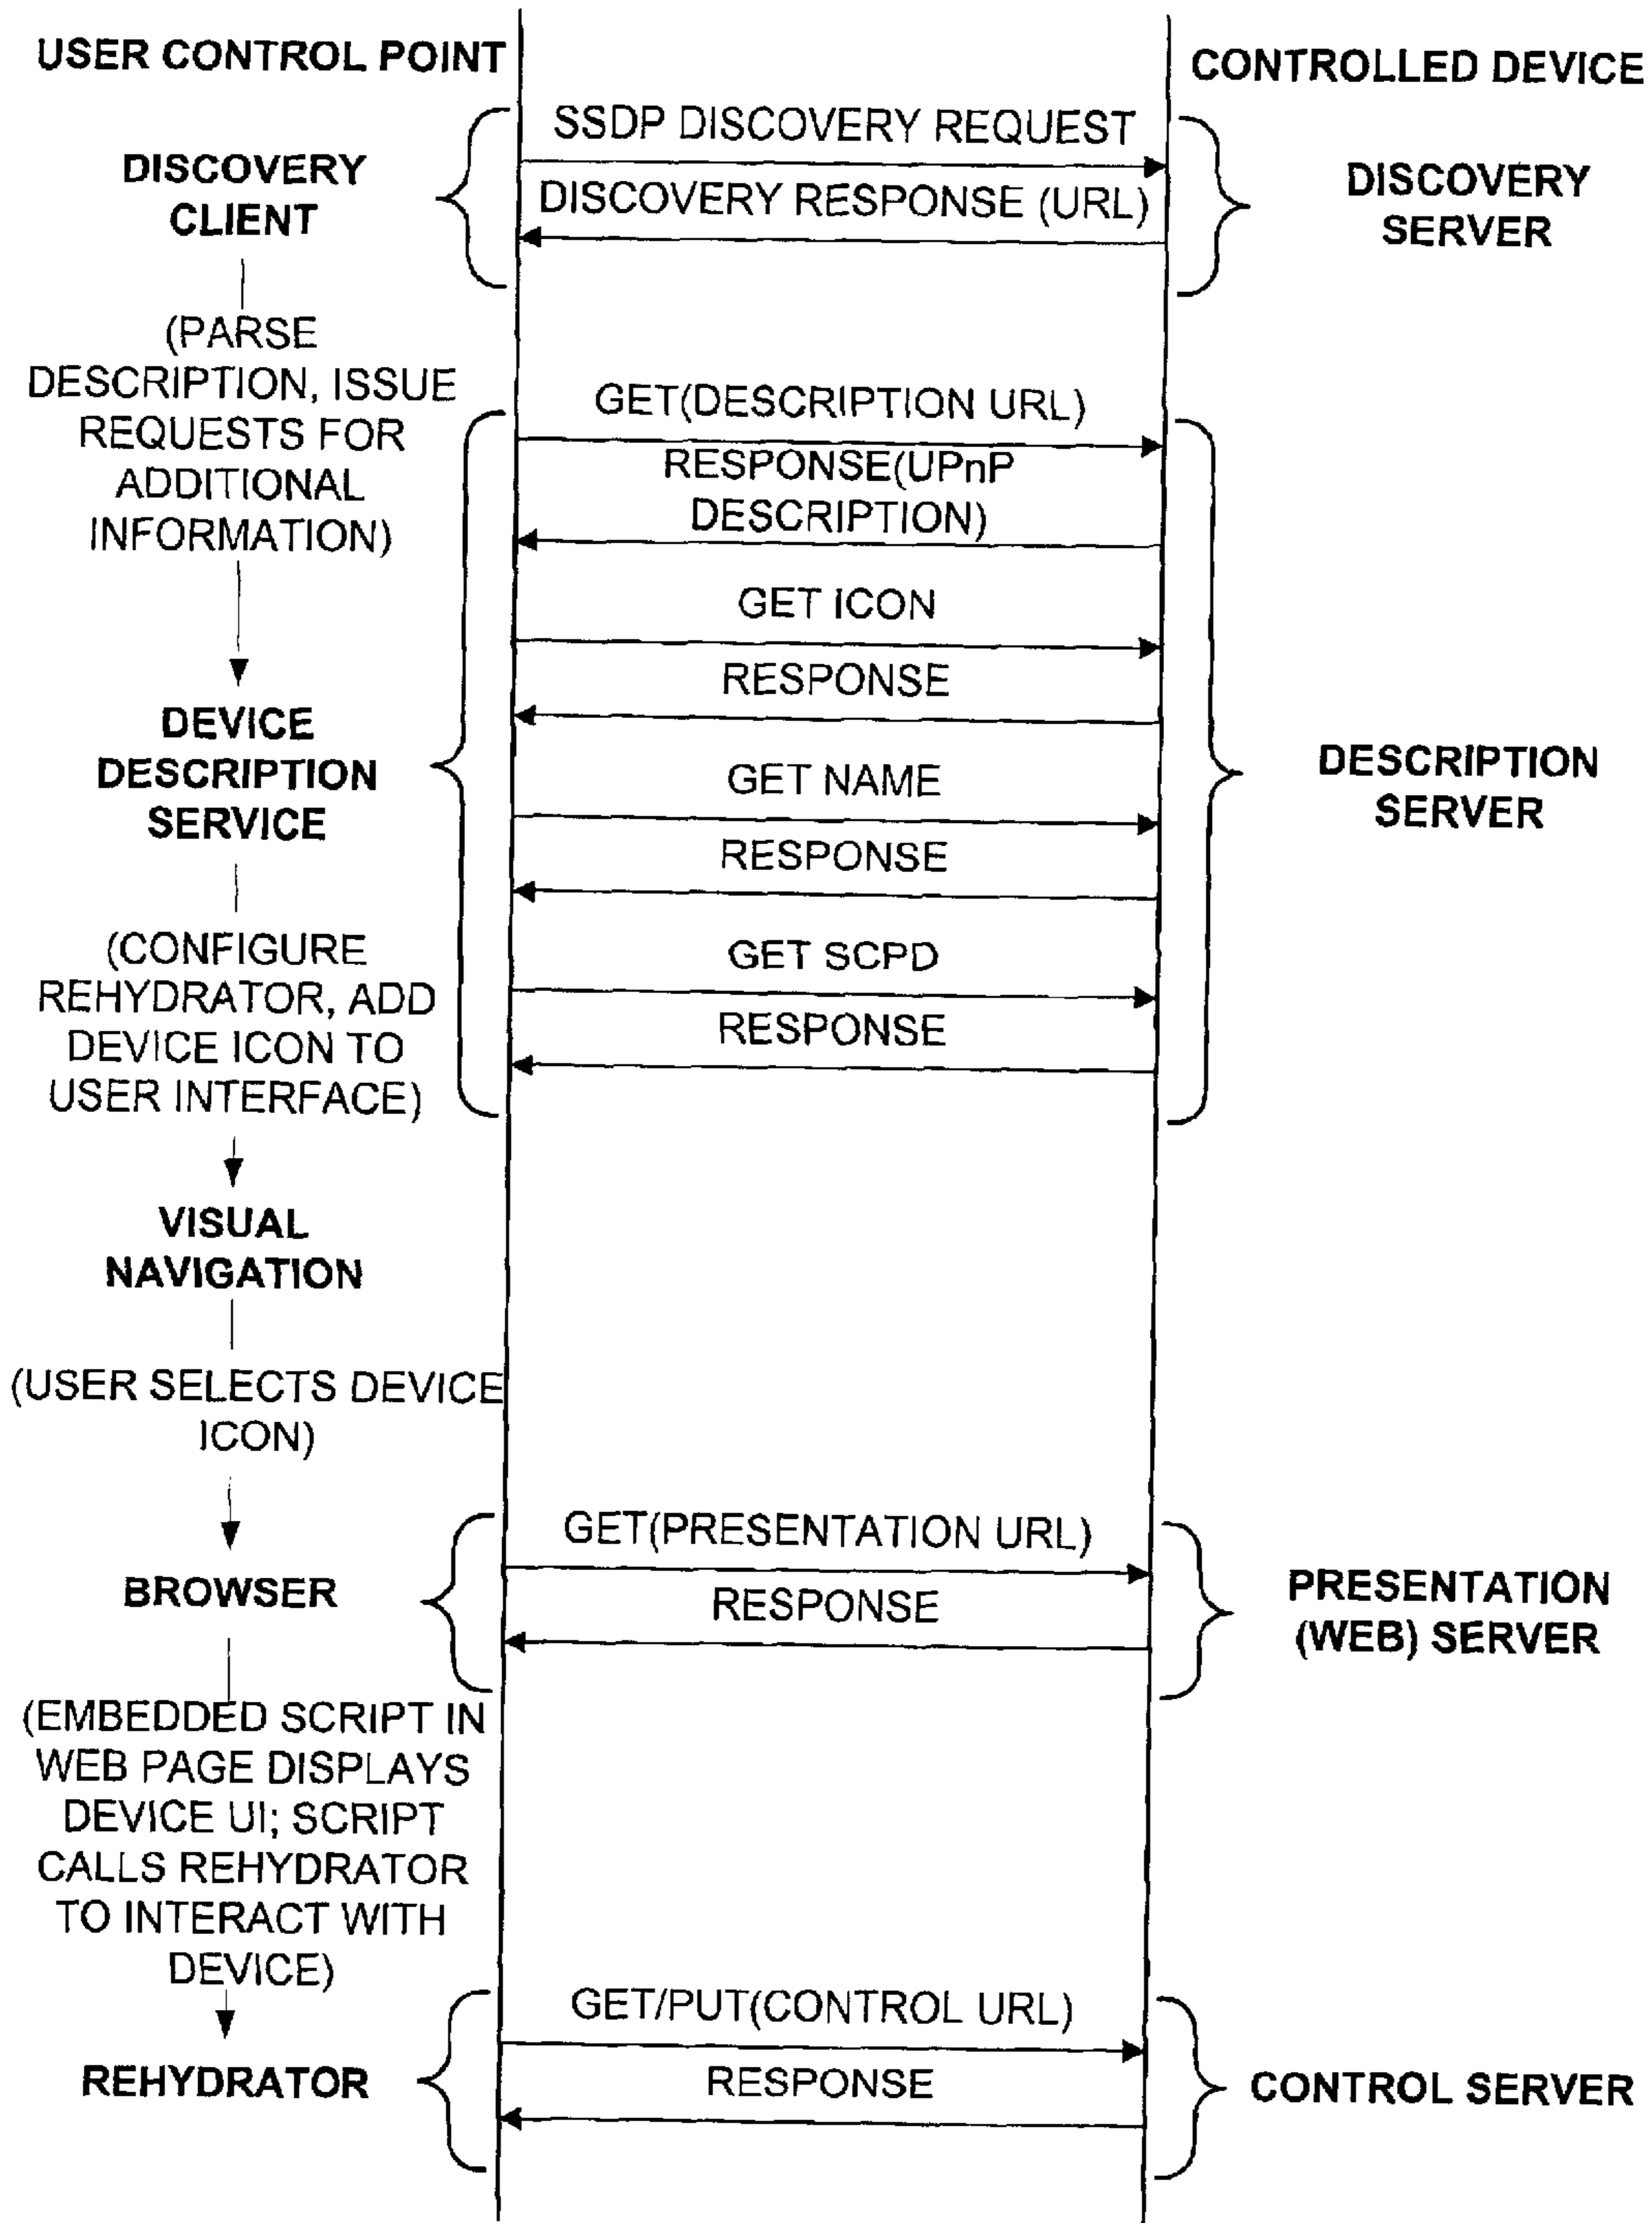 USER CONTROL POINT
CONTROLLED DEVICE
SSDP DISCOVERY REQUEST
DISCOVERY
CLIENT
DISCOVERY RESPONSE (URL)
DISCOVERY
SERVER
(PARSE
DESCRIPTION, ISSUE
REQUESTS FOR
ADDITIONAL
INFORMATION)
GET(DESCRIPTION URL)
RESPONSE(UPnP
DESCRIPTION)
GET ICON
RESPONSE
DEVICE
DESCRIPTION
SERVICE
GET NAME
RESPONSE
DESCRIPTION
SERVER
(CONFIGURE
REHYDRATOR, ADD
DEVICE ICON TO
USER INTERFACE)
GET SCPD
RESPONSE
VISUAL
NAVIGATION
(USER SELECTS DEVICE
ICON)
GET(PRESENTATION URL)
BROWSER
RESPONSE
PRESENTATION
(WEB) SERVER
(EMBEDDED SCRIPT IN
WEB PAGE DISPLAYS
DEVICE UI; SCRIPT
CALLS REHYDRATOR
TO INTERACT WITH
DEVICE)
GET/PUT(CONTROL URL)
REHYDRATOR
RESPONSE
CONTROL SERVER